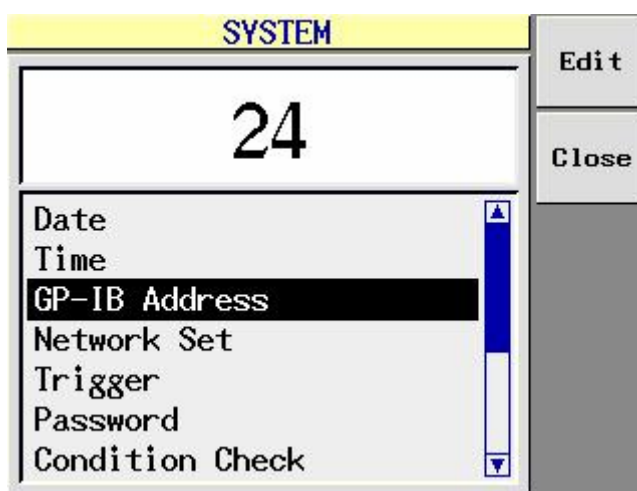 SYSTEM
Edit
24
Close
Date
Time
GP-IB Address
Network Set
Trigger
Password
Condition Check